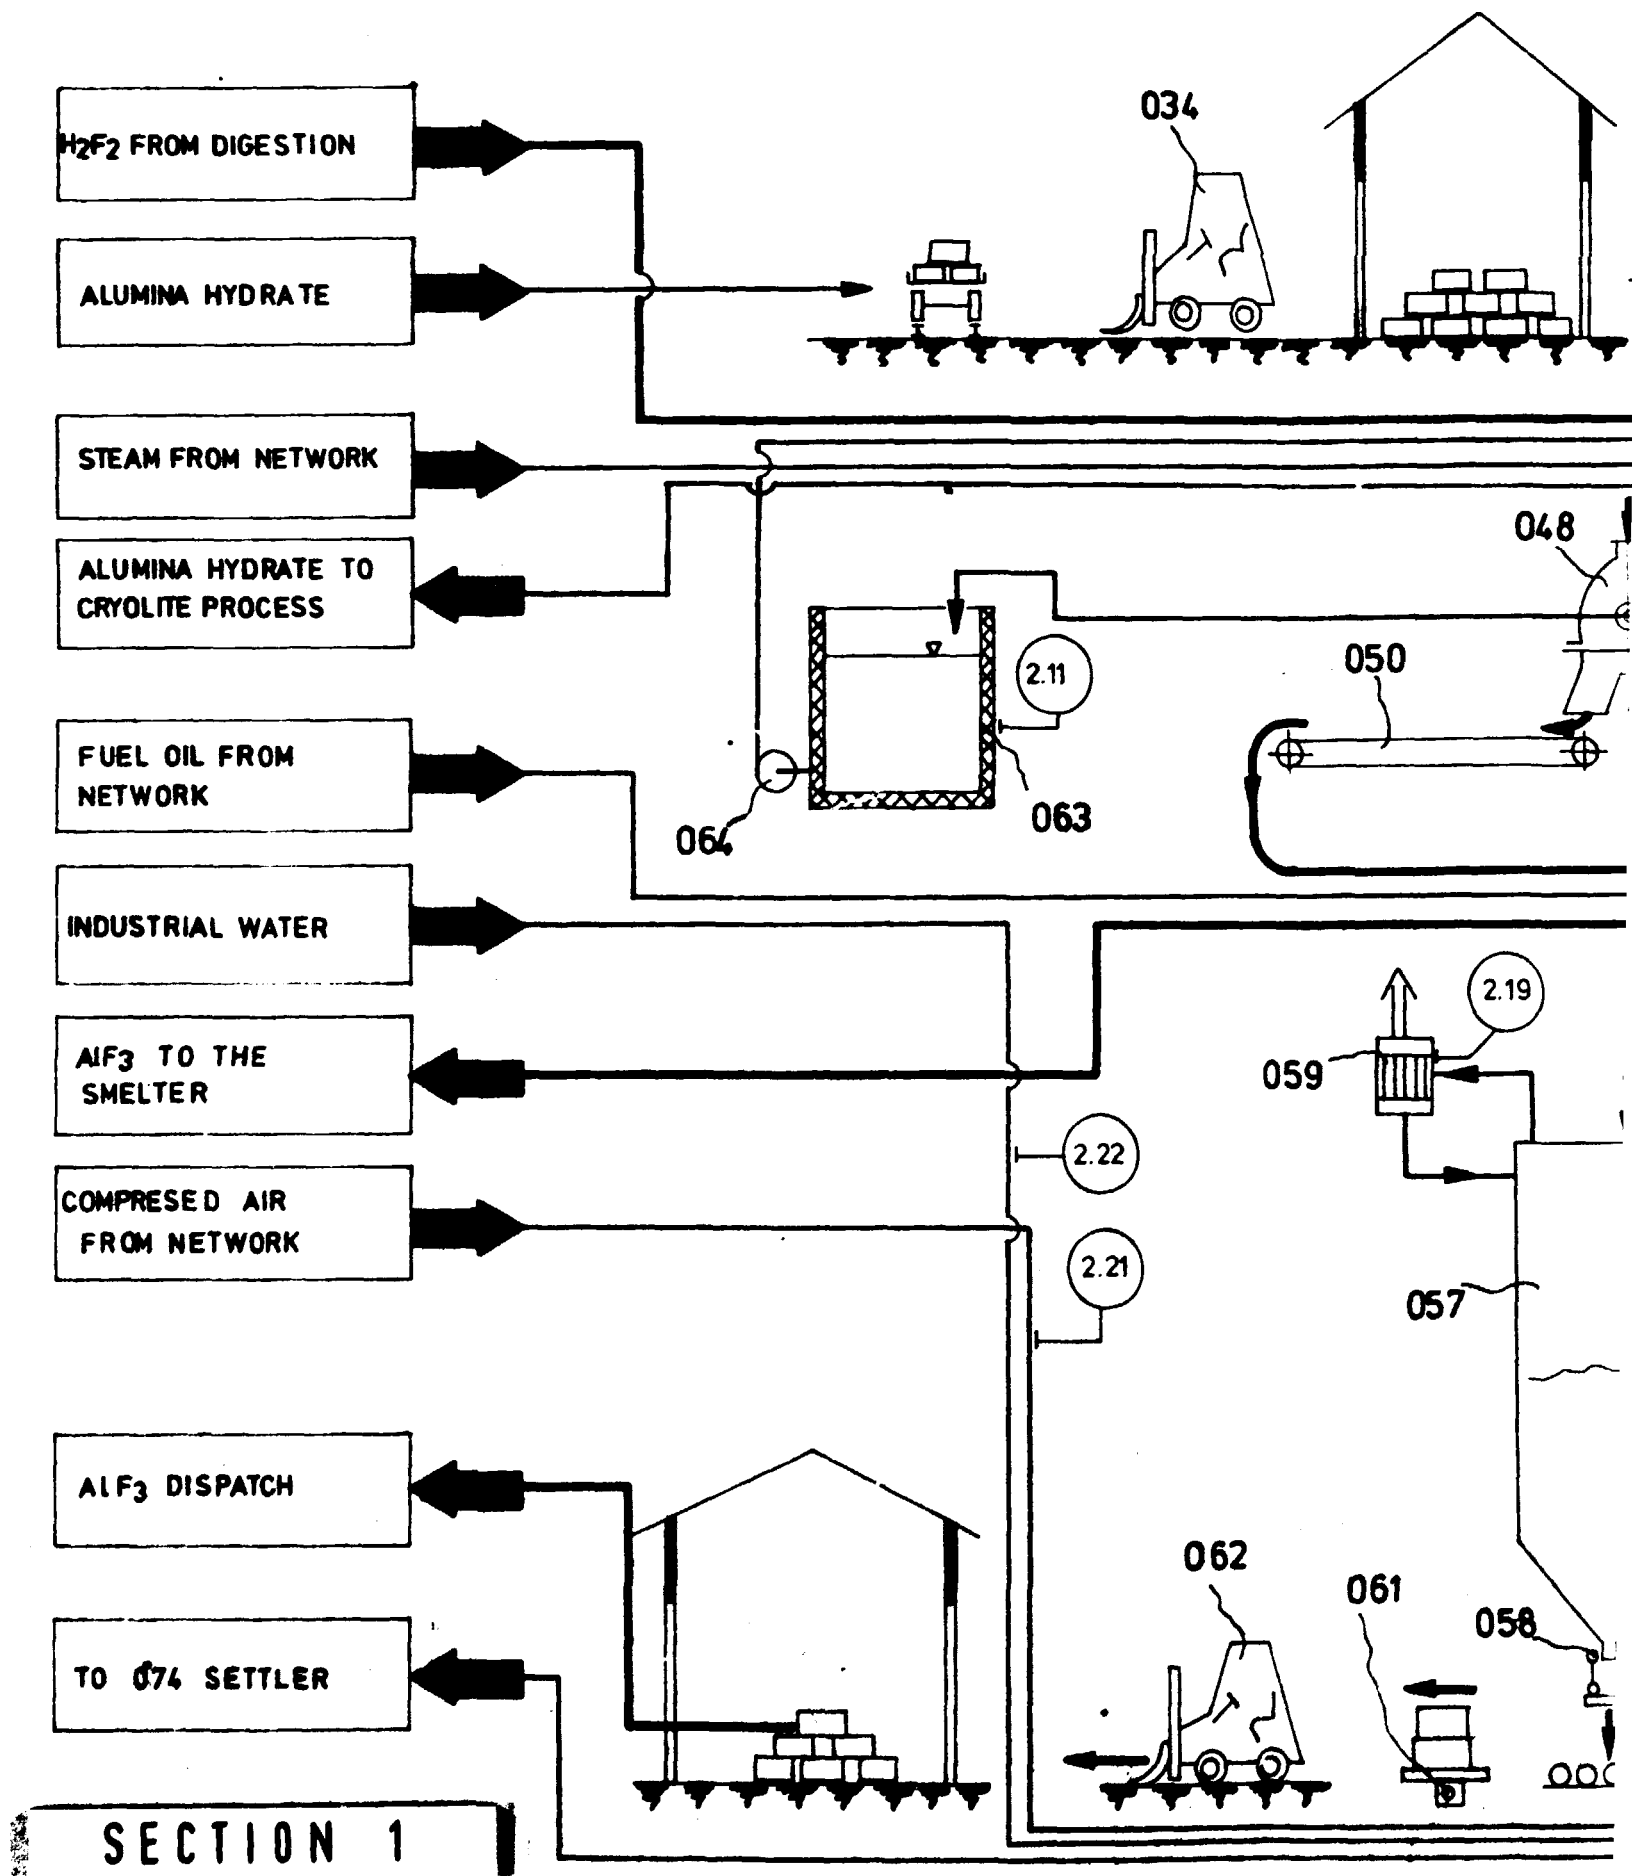 034
H2F2 FROM DIGESTION
ALUMINA HYDRATE
STEAM FROM NETWORK
048
ALUMINA HYDRATE TO
CRYOLITE PROCESS
050
2.11
FUEL OIL FROM
NETWORK
063
064
INDUSTRIAL WATER
2.19
AlF3 TO THE
SMELTER
059
2.22
COMPRESED AIR
FROM NETWORK
2.21
057
AlF3 DISPATCH
062
061
058
TO 074 SETTLER
SECTION 1